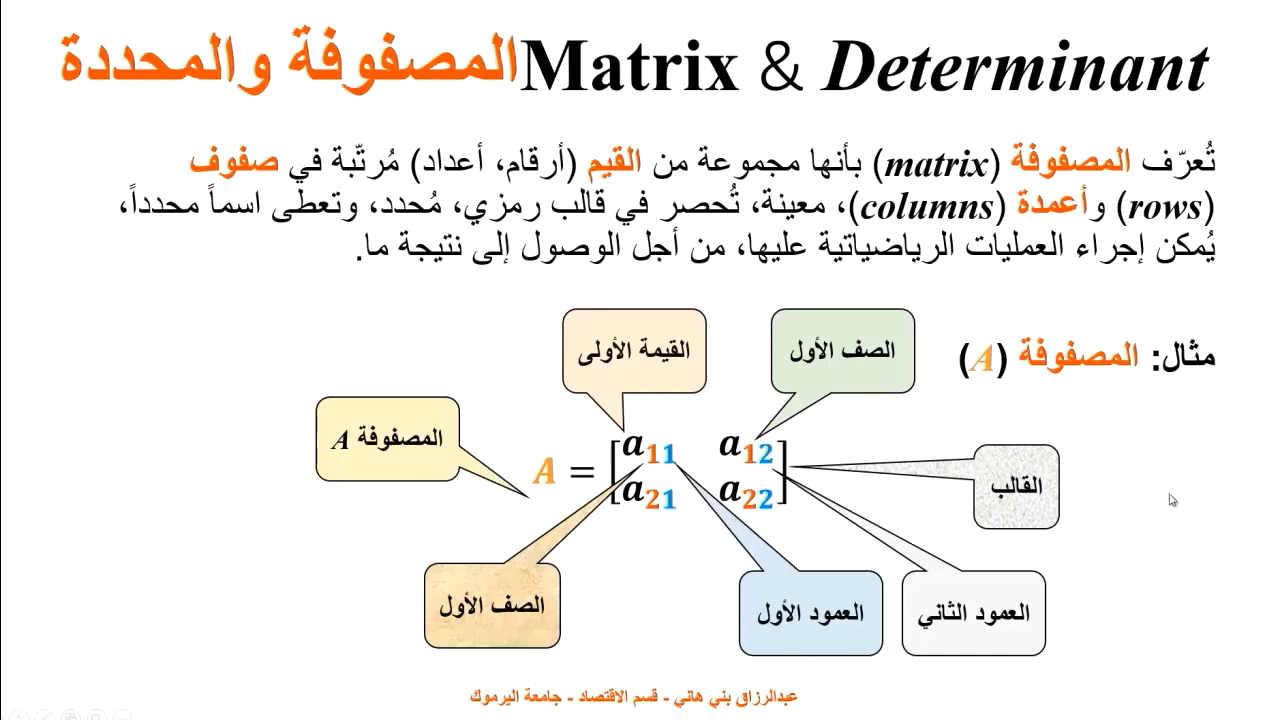 المصفوفة والمحددة Matrix & Determinant
تُعرّف المصفوفة (matrix) بأنها مجموعة من القيم (أرقام، أعداد) مُرتّبة في صفوف
(rows) وأعمدة (columns)، معينة، تُحصر في قالب رمزي، مُحدد، وتعطى اسماً محدداً،
يُمكن إجراء العمليات الرياضياتية عليها، من أجل الوصول إلى نتيجة ما.
مثال: المصفوفة (A)
الصف الأول
القيمة الأولى
المصفوفة A
A = [a11 a12
a21 a22]
القالب
الصف الأول
العمود الأول
العمود الثاني
عبدالرزاق بني هاني - قسم الاقتصاد - جامعة اليرموك